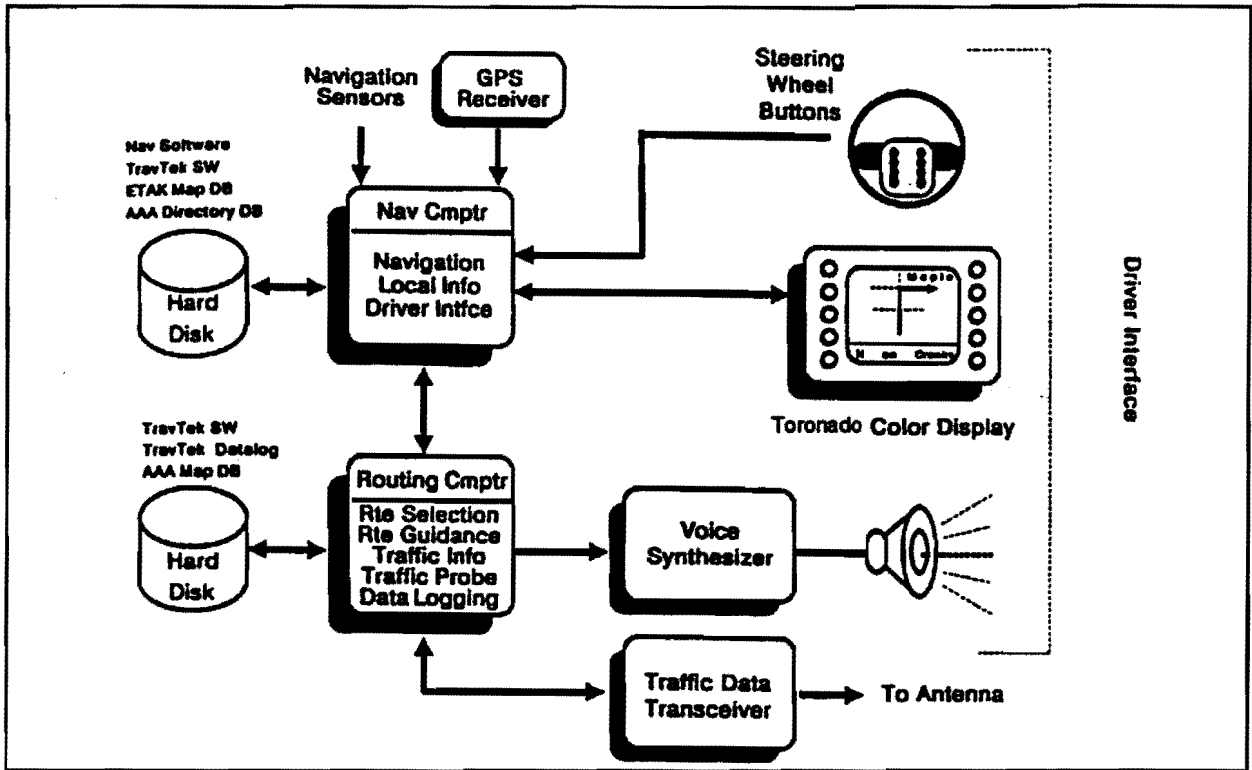 Navigation
Sensors
GPS
Receiver
Steering
Wheel
Buttons
Nav Software
TravTek SW
ETAK Map DB
AAA Directory DB
Hard
Disk
Nav Cmptr
Navigation
Local Info
Driver Intfce
Maple
N on
Toronado Color Display
Driver Interface
TravTek SW
TravTek Datalog
AAA Map DB
Hard
Disk
Routing Cmptr
Rte Selection
Rte Guidance
Traffic Info
Traffic Probe
Data Logging
Voice
Synthesizer
Traffic Data
Transceiver
To Antenna